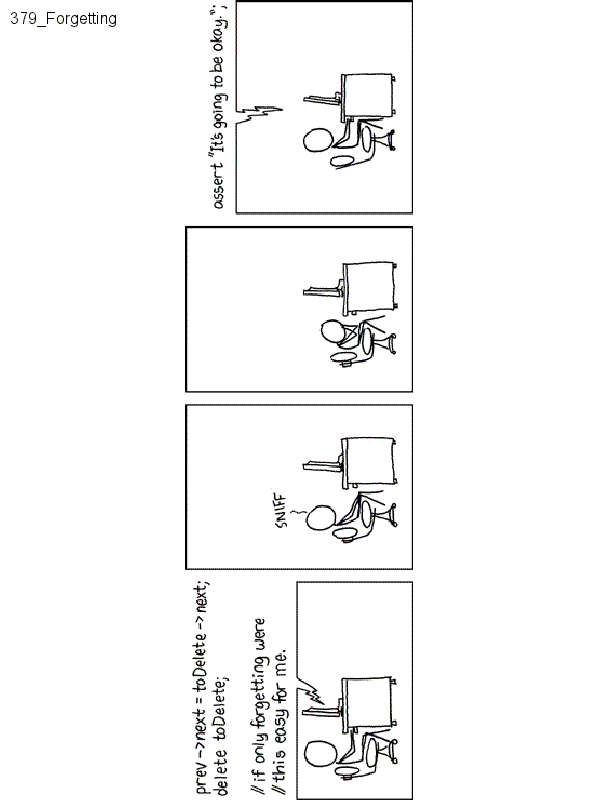 379_Forgetting
prev->next = toDelete->next;
delete toDelete;
//if only forgetting were
//this easy for me.
SNIFF
assert "It's going to be okay.";